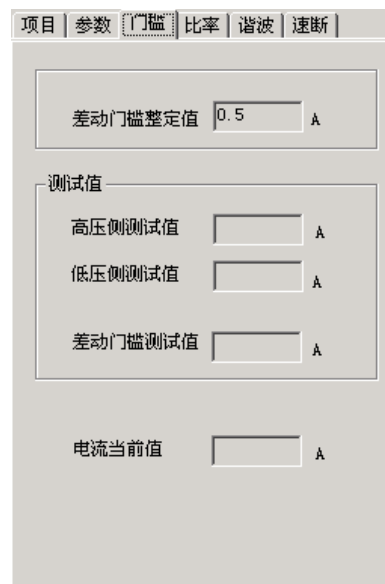 项目 参数 门槛 比率 谐波 速断
差动门槛整定值 0.5 A
测试值
高压侧测试值 A
低压侧测试值 A
差动门槛测试值 A
电流当前值 A